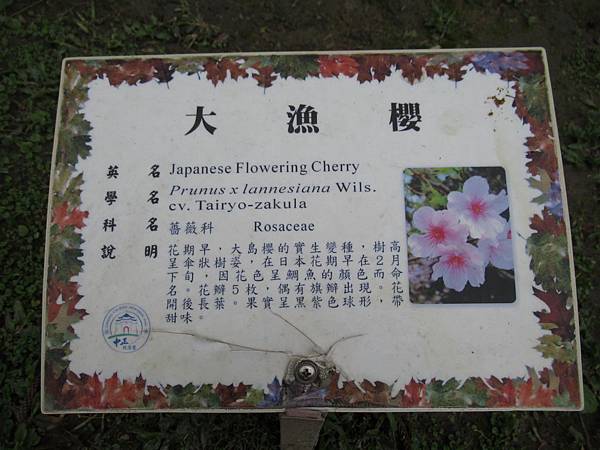 大漁櫻
英名 Japanese Flowering Cherry
學名 Prunus x lannesiana Wils.
cv. Tairyo-zakula
科名 薔薇科 Rosaceae
說明 花期早，大島櫻的實生變種，樹高
呈傘狀樹姿，在日本花期早在２月
下旬，因花色呈鯛魚的顏色而命
名。花瓣５枚，偶有旗瓣出現。花
開後長葉。果實呈黑紫色球形，帶
甜味。
中正